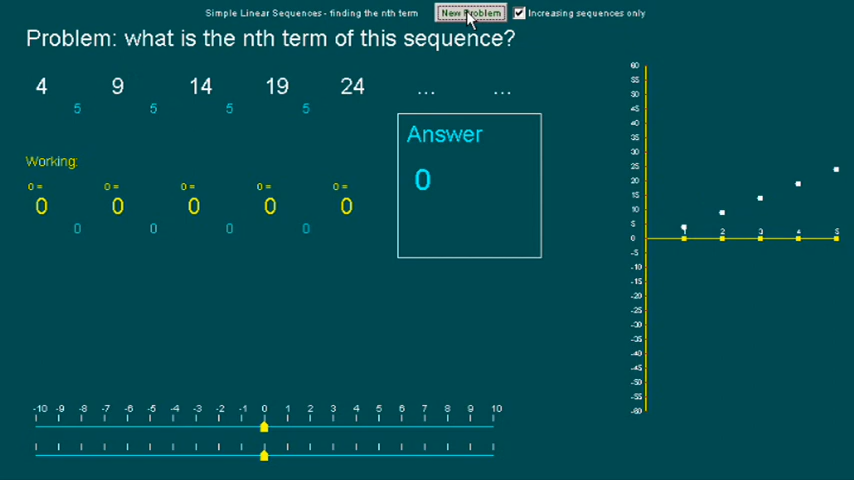 Simple Linear Sequences - finding the nth term New Problem Increasing sequences only
Problem: what is the nth term of this sequence?
4 9 14 19 24 ... ...
5 5 5 5
Answer
0
Working:
0 = 0 = 0 = 0 = 0 =
0 0 0 0 0
0 0 0 0
-10 -9 -8 -7 -6 -5 -4 -3 -2 -1 0 1 2 3 4 5 6 7 8 9 10
60
55
50
45
40
35
30
25
20
15
10
5
1 2 3 4 5
0
-5
-10
-15
-20
-25
-30
-35
-40
-45
-50
-55
-60